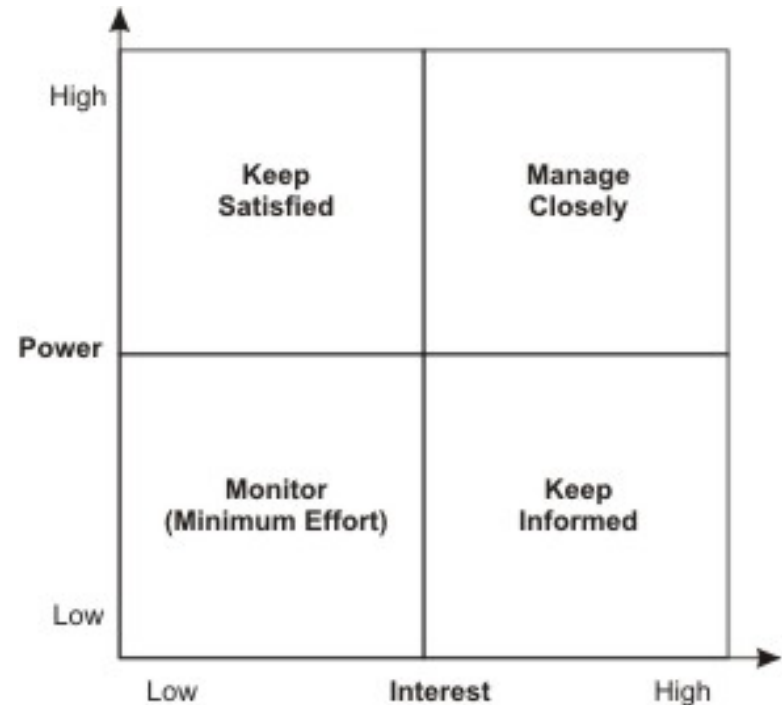 High
Keep
Satisfied
Manage
Closely
Power
Monitor
(Minimum Effort)
Keep
Informed
Low
Low
Interest
High